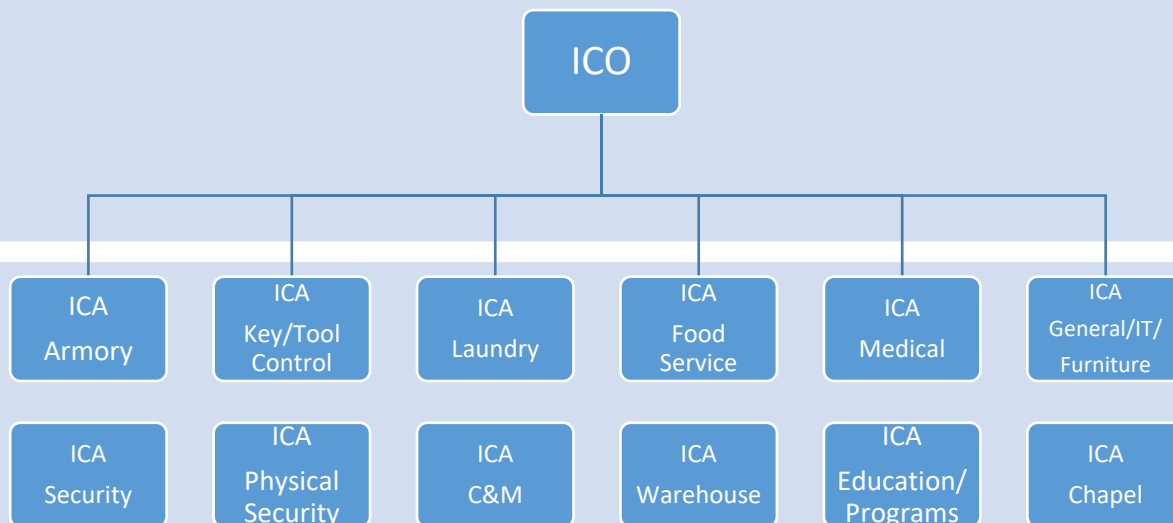 ICO
ICA
Armory
ICA
Key/Tool
Control
ICA
Laundry
ICA
Food
Service
ICA
Medical
ICA
General/IT/
Furniture
ICA
Security
ICA
Physical
Security
ICA
C&M
ICA
Warehouse
ICA
Education/
Programs
ICA
Chapel